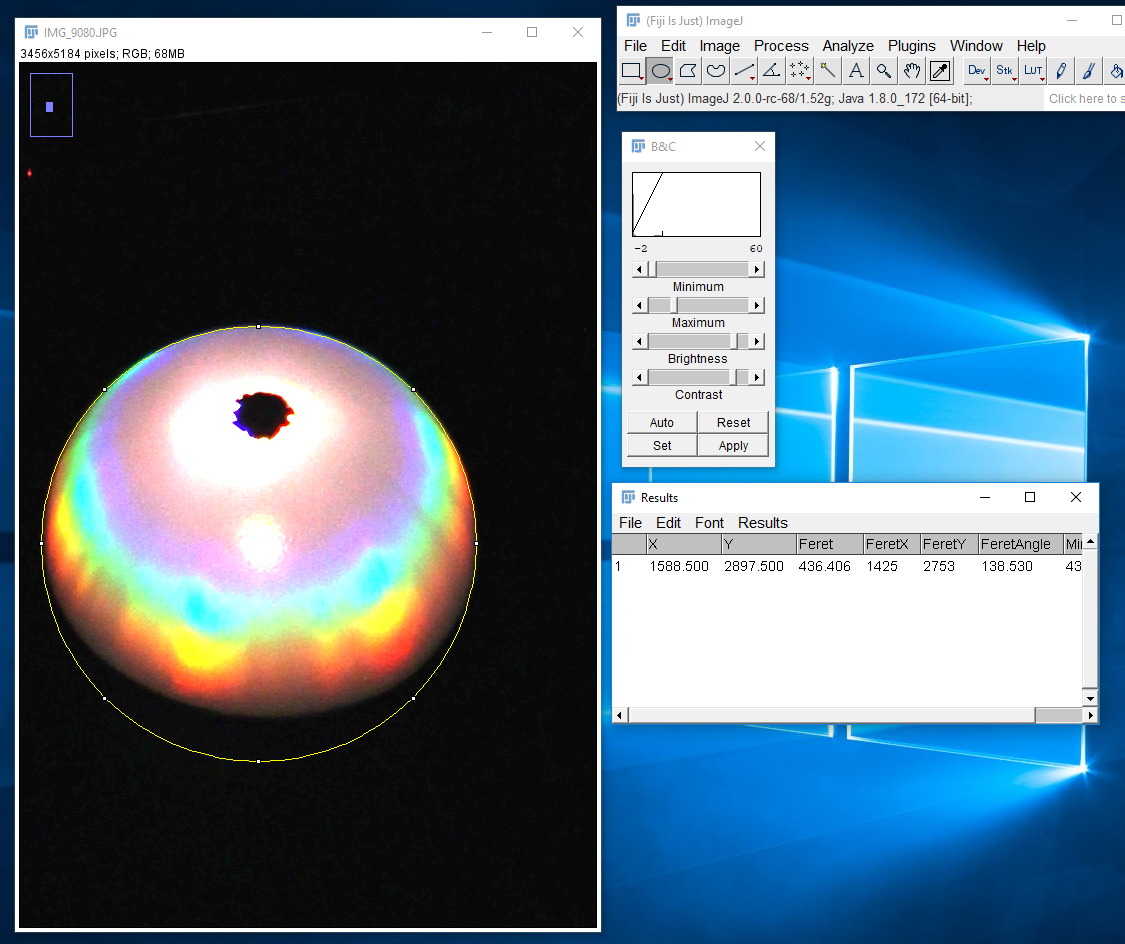 IMG_9080.JPG
3456x5184 pixels; RGB; 68MB
(Fiji Is Just) ImageJ
File Edit Image Process Analyze Plugins Window Help
A Dev Stk LUT
(Fiji Is Just) ImageJ 2.0.0-rc-68/1.52g; Java 1.8.0_172 [64-bit];
Click here to s
B&C
-2 60
Minimum
Maximum
Brightness
Contrast
Auto Reset
Set Apply
Results
File Edit Font Results
X Y Feret FeretX FeretY FeretAngle Mi
1 1588.500 2897.500 436.406 1425 2753 138.530 43